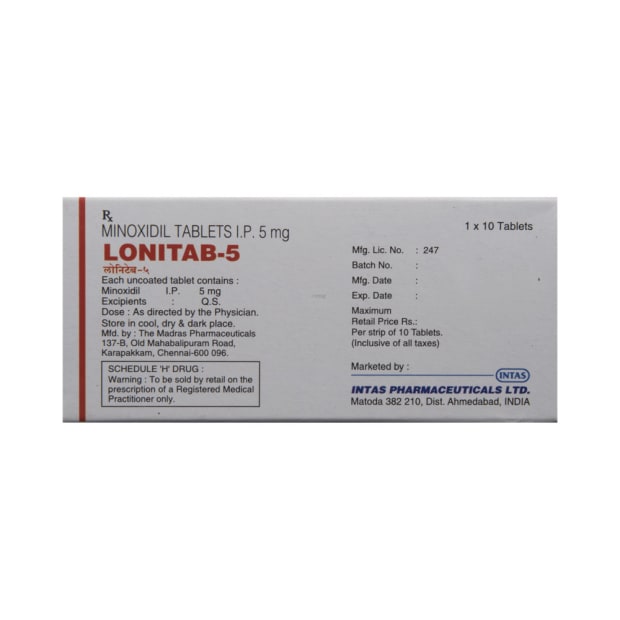 Rx
MINOXIDIL TABLETS I.P. 5 mg
LONITAB-5
लोनिटॅब-५
Each uncoated tablet contains :
Minoxidil I.P. 5 mg
Excipients : Q.S.
Dose : As directed by the Physician.
Store in cool, dry & dark place.
Mfd. by : The Madras Pharmaceuticals
137-B, Old Mahabalipuram Road,
Karapakkam, Chennai-600 096.
SCHEDULE 'H' DRUG :
Warning : To be sold by retail on the
prescription of a Registered Medical
Practitioner only.
1 x 10 Tablets
Mfg. Lic. No. : 247
Batch No. :
Mfg. Date :
Exp. Date :
Maximum
Retail Price Rs.:
Per strip of 10 Tablets.
(Inclusive of all taxes)
Marketed by :
INTAS
INTAS PHARMACEUTICALS LTD.
Matoda 382 210, Dist. Ahmedabad, INDIA